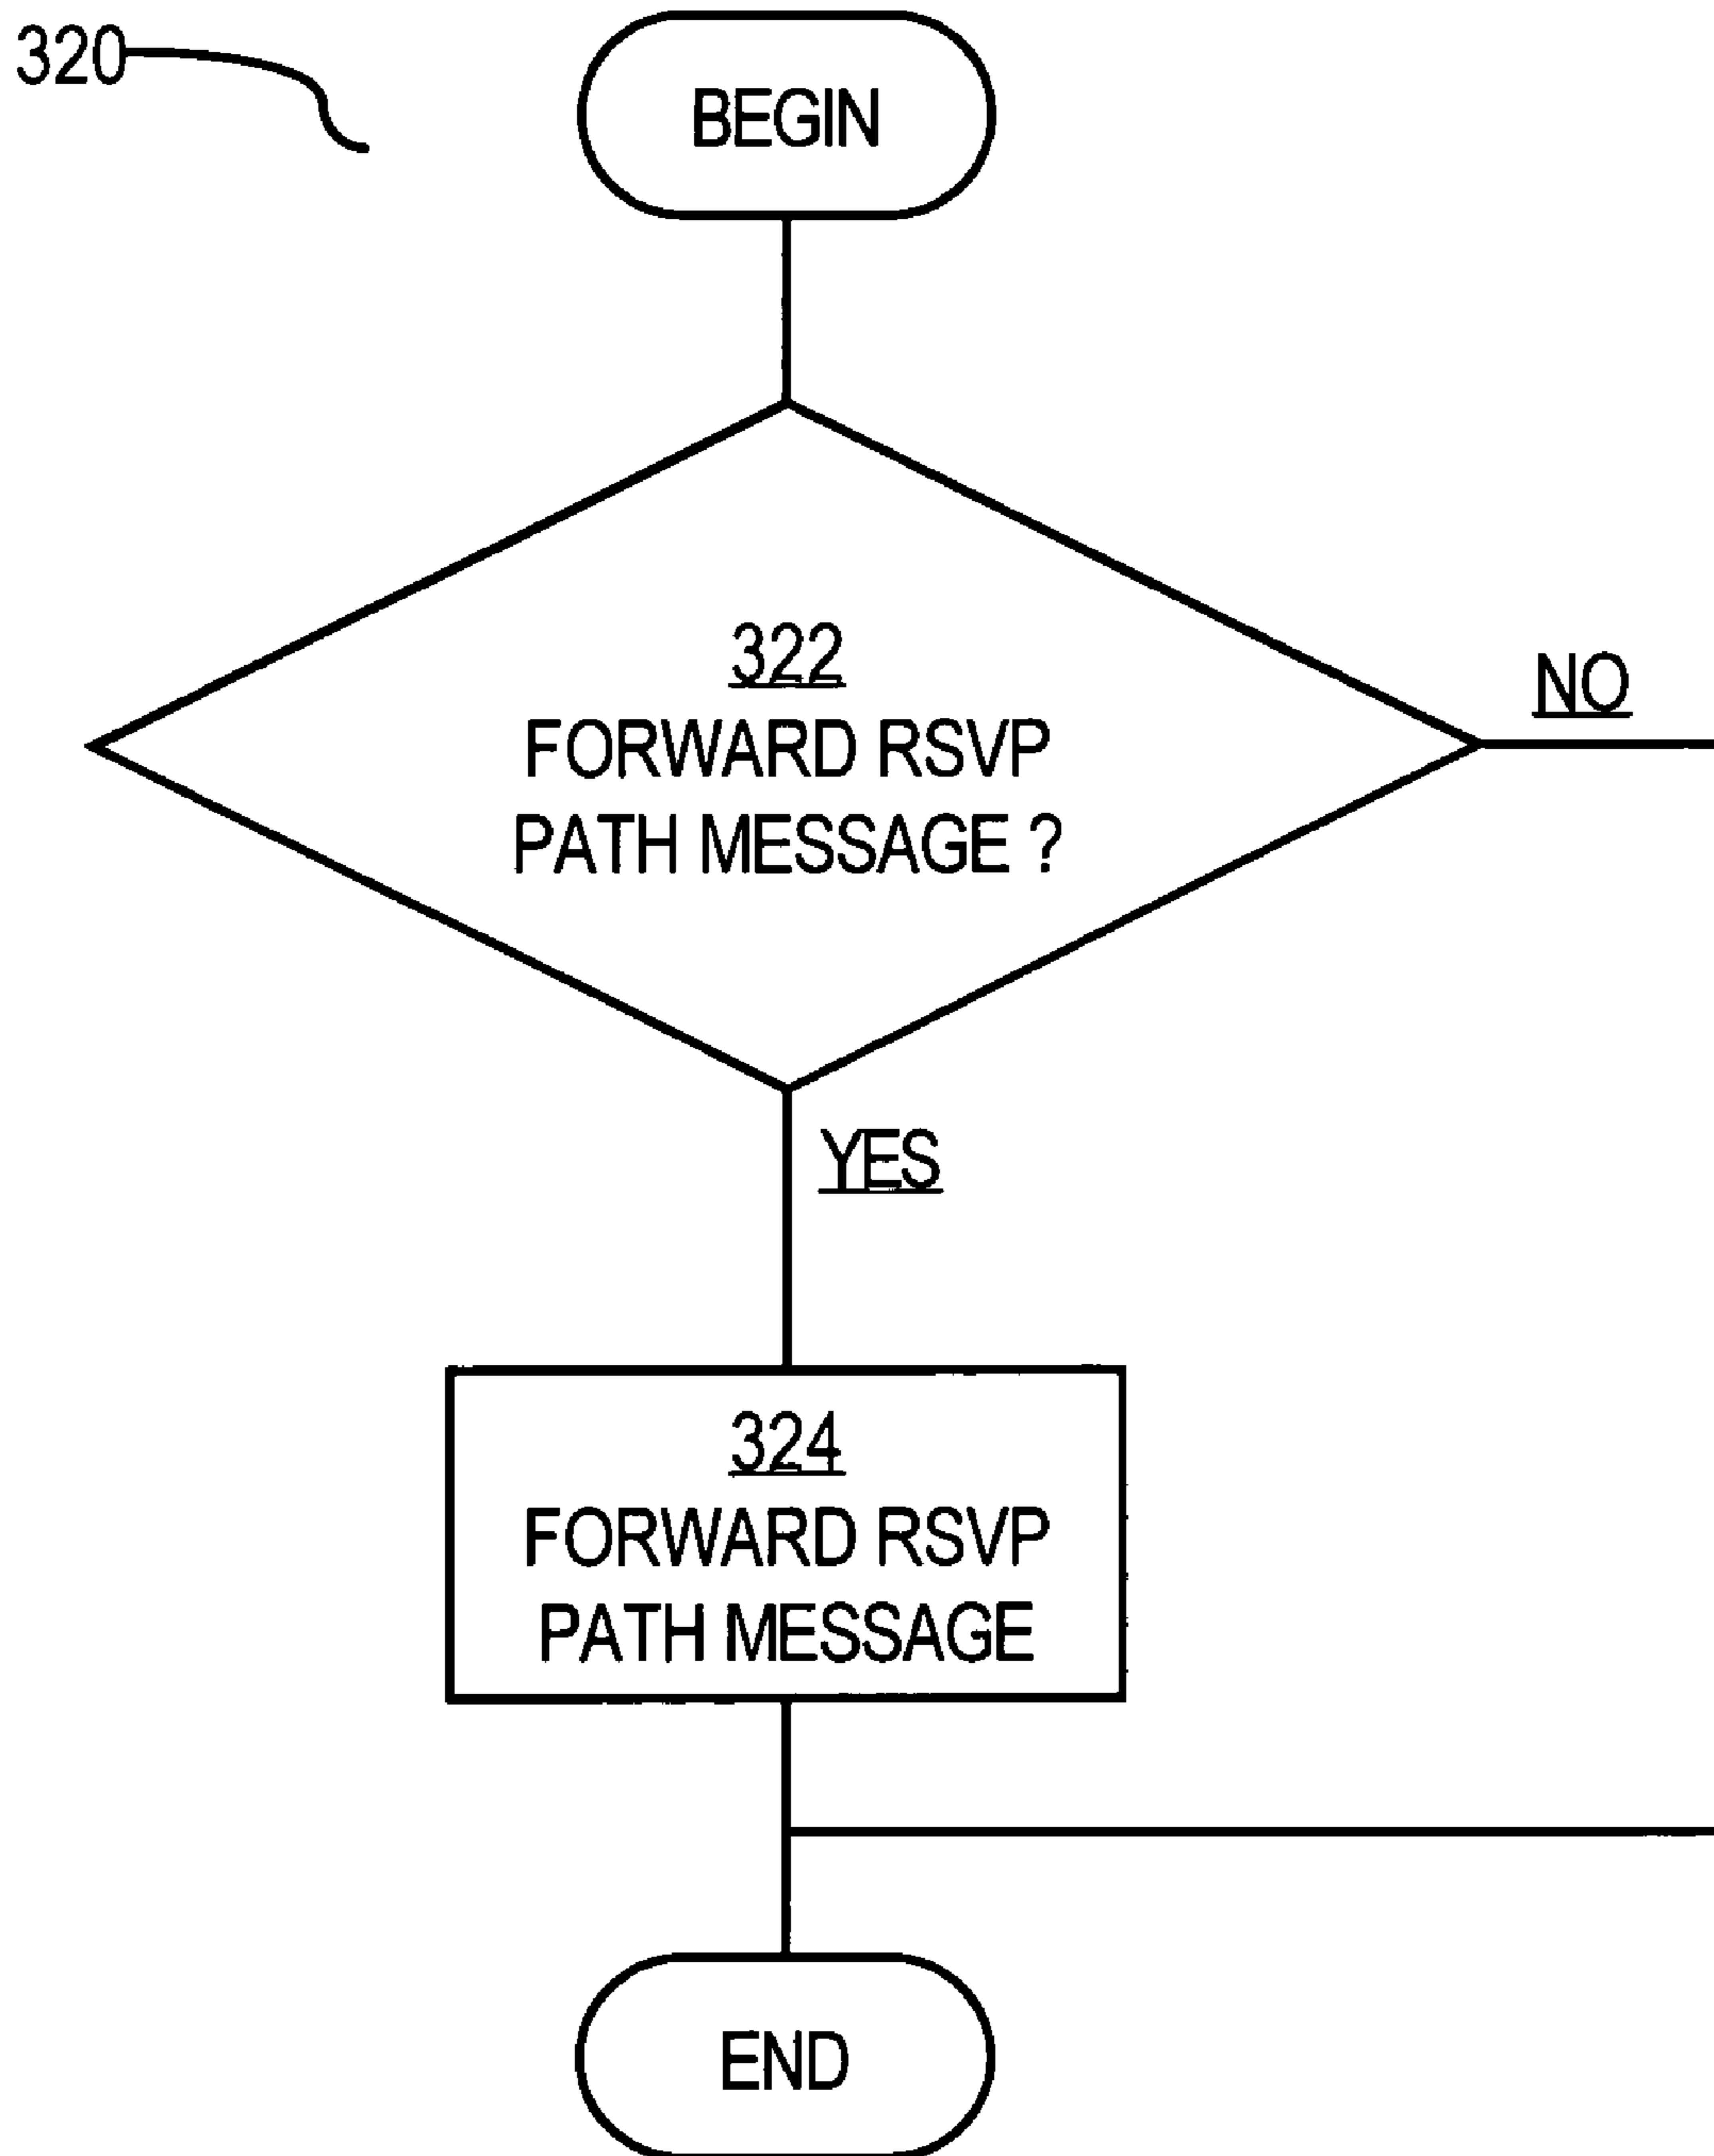 320
BEGIN
322
FORWARD RSVP
PATH MESSAGE ?
NO
YES
324
FORWARD RSVP
PATH MESSAGE
END